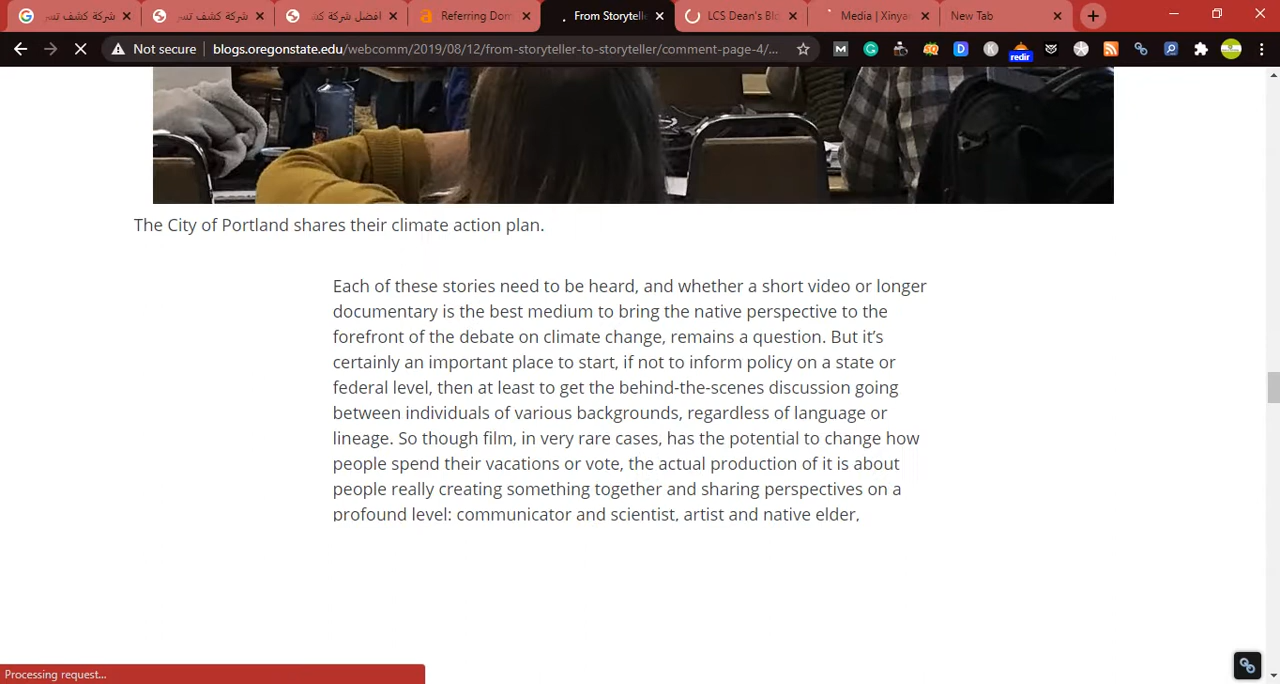 شركة كشف تسر
شركة كشف تسر
افضل شركة كش
Referring Dom
From Storytelle
LCS Dean's Blo
Media | Xinya
New Tab
Not secure
blogs.oregonstate.edu/webcomm/2019/08/12/from-storyteller-to-storyteller/comment-page-4/...
redir
The City of Portland shares their climate action plan.
Each of these stories need to be heard, and whether a short video or longer
documentary is the best medium to bring the native perspective to the
forefront of the debate on climate change, remains a question. But it’s
certainly an important place to start, if not to inform policy on a state or
federal level, then at least to get the behind-the-scenes discussion going
between individuals of various backgrounds, regardless of language or
lineage. So though film, in very rare cases, has the potential to change how
people spend their vacations or vote, the actual production of it is about
people really creating something together and sharing perspectives on a
profound level: communicator and scientist, artist and native elder,
Processing request...